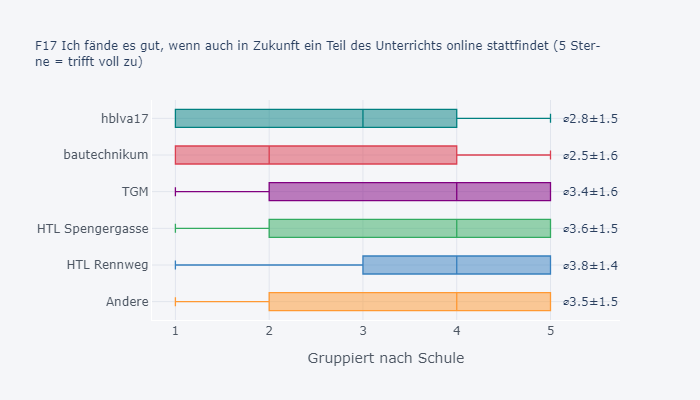 F17 Ich fände es gut, wenn auch in Zukunft ein Teil des Unterrichts online stattfindet (5 Ster-
ne = trifft voll zu)
hblva17 ⌀2.8±1.5
bautechnikum ⌀2.5±1.6
TGM ⌀3.4±1.6
HTL Spengergasse ⌀3.6±1.5
HTL Rennweg ⌀3.8±1.4
Andere ⌀3.5±1.5
1 2 3 4 5
Gruppiert nach Schule